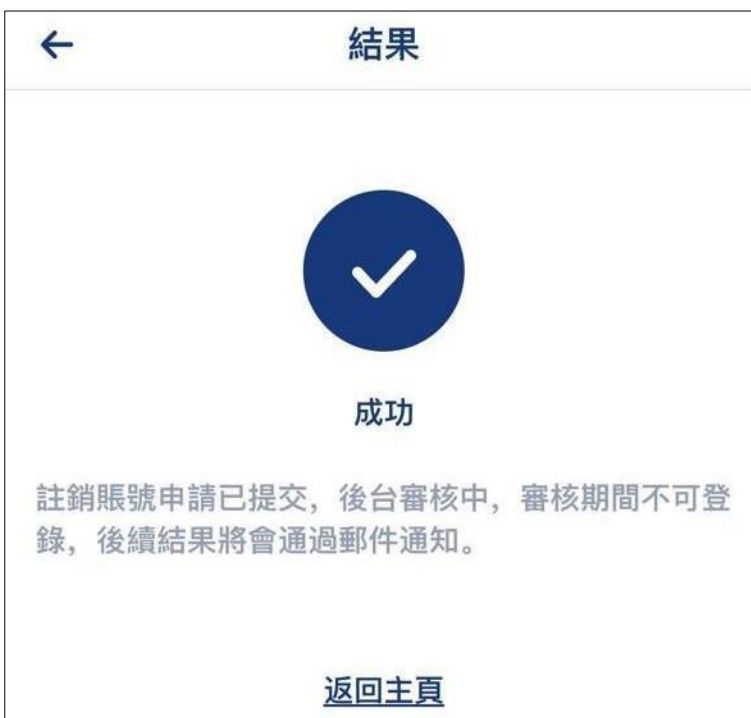 結果
成功
註銷賬號申請已提交，後台審核中，審核期間不可登
錄，後續結果將會通過郵件通知。
返回主頁